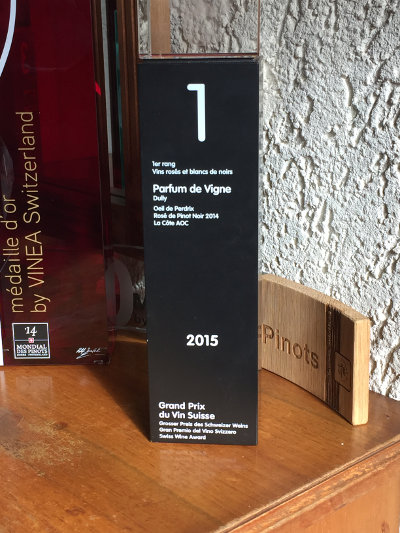 1
1er rang
Vins rosés et blancs de noirs
Parfum de Vigne
Dully
Oeil de Perdrix
Rosé de Pinot Noir 2014
La Côte AOC
2015
Grand Prix
du Vin Suisse
Grosser Preis des Schweizer Weins
Gran Premio del Vino Svizzero
Swiss Wine Award
médaille d'or
by VINEA Switzerland
'14
MONDIAL
DES PINOTS
Pinots